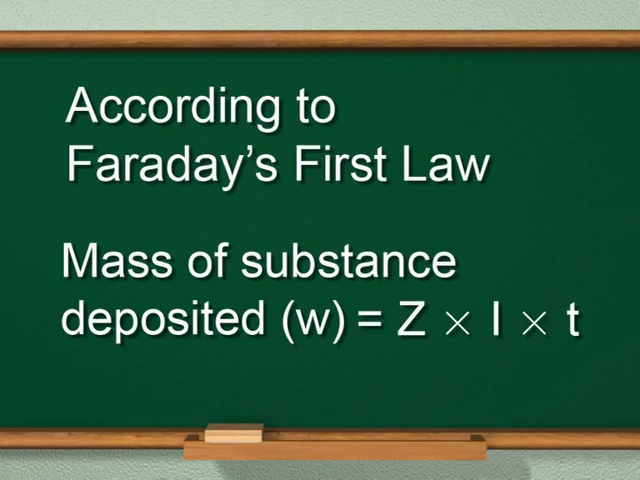 According to
Faraday’s First Law
Mass of substance
deposited (w) = Z × I × t